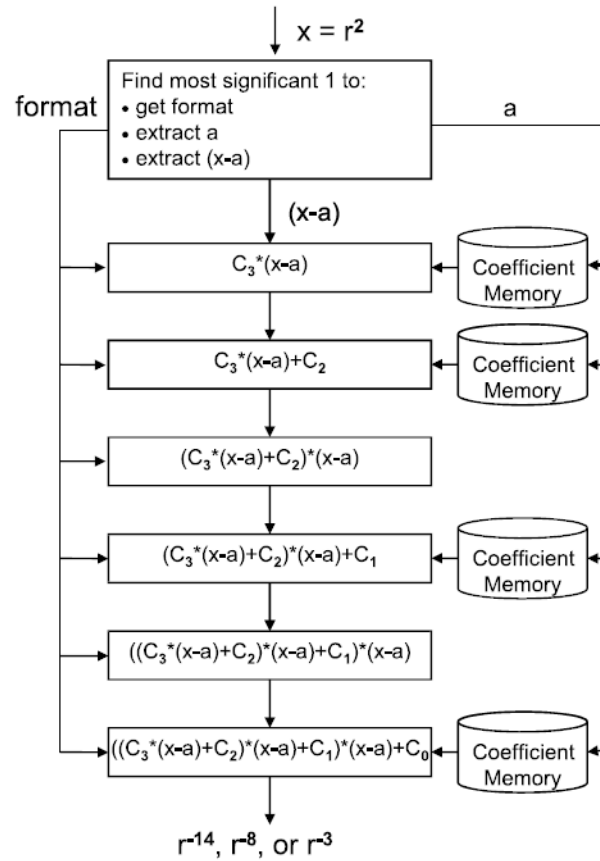 x = r²
Find most significant 1 to:
• get format
• extract a
• extract (x-a)
format
a
(x-a)
C₃*(x-a)
Coefficient
Memory
C₃*(x-a)+C₂
Coefficient
Memory
(C₃*(x-a)+C₂)*(x-a)
(C₃*(x-a)+C₂)*(x-a)+C₁
Coefficient
Memory
((C₃*(x-a)+C₂)*(x-a)+C₁)*(x-a)
((C₃*(x-a)+C₂)*(x-a)+C₁)*(x-a)+C₀
Coefficient
Memory
r⁻¹⁴, r⁻⁸, or r⁻³